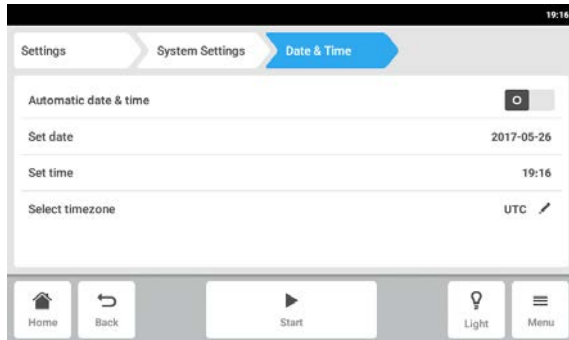 19:16
Settings System Settings Date & Time
Automatic date & time O
Set date 2017-05-26
Set time 19:16
Select timezone UTC
Home Back Start Light Menu